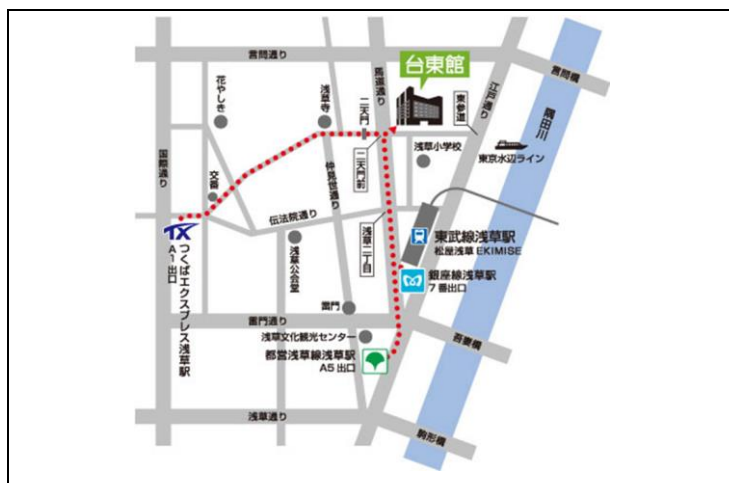 言問通り
台東館
馬道通り
江戸通り
言問橋
花やしき
浅草寺
二天門
東参道
隅田川
国際通り
交番
仲見世通り
二天門前
浅草小学校
東京水辺ライン
伝法院通り
TX
A1出口
つくばエクスプレス浅草駅
浅草公会堂
浅草二丁目
東武線浅草駅
松屋浅草 EKIMISE
銀座線浅草駅
7番出口
雷門
雷門通り
浅草文化観光センター
吾妻橋
都営浅草線浅草駅
A5出口
浅草通り
駒形橋